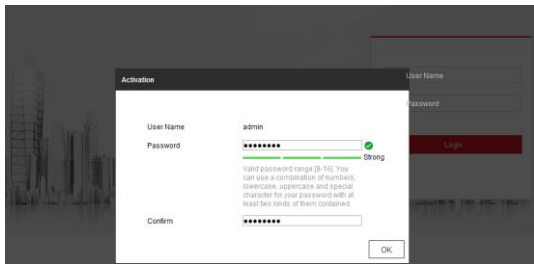 Activation
User Name
Password
Login
User Name admin
Password ••••••••
Strong
Valid password range [8-16]. You
can use a combination of numbers,
lowercase, uppercase and special
character for your password with at
least two kinds of them contained.
Confirm ••••••••
OK